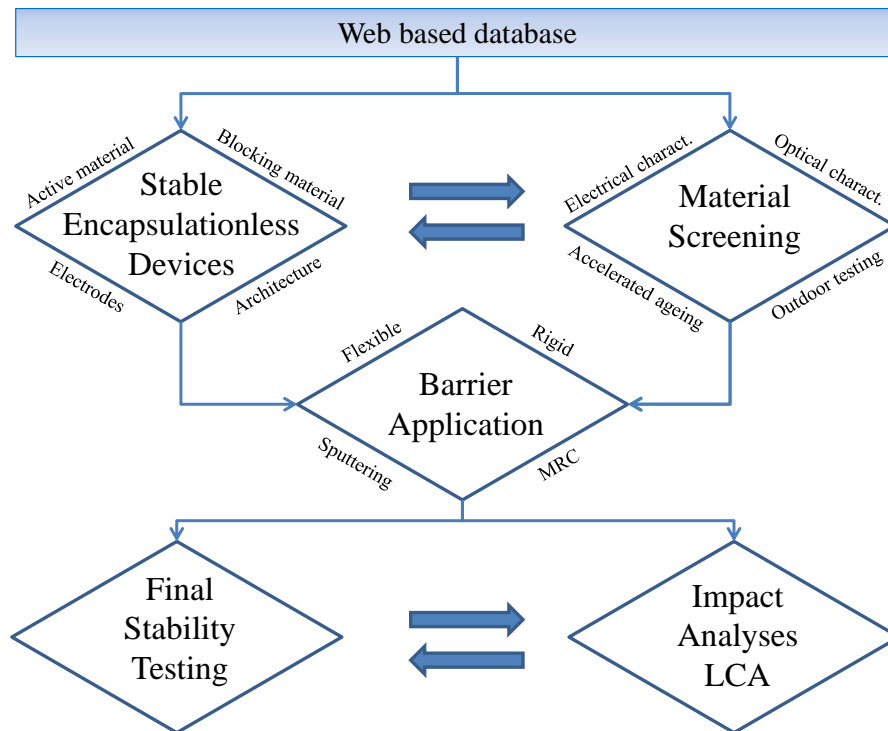 Web based database
Active material
Blocking material
Stable
Encapsulationless
Devices
Electrodes
Architecture
Electrical charact.
Optical charact.
Material
Screening
Accelerated ageing
Outdoor testing
Flexible
Rigid
Barrier
Application
Sputtering
MRC
Final
Stability
Testing
Impact
Analyses
LCA